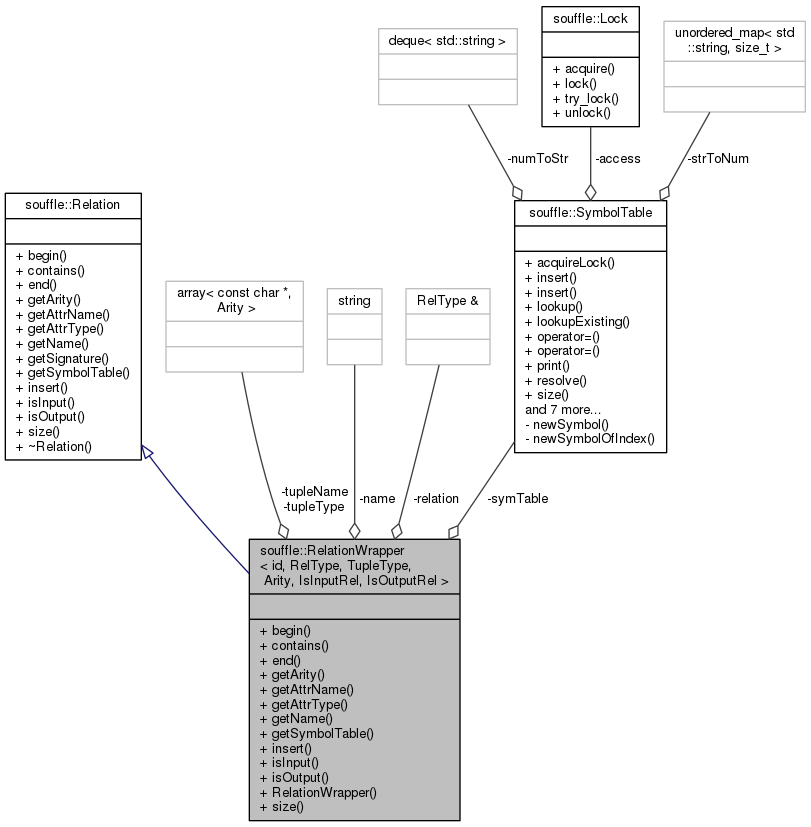 deque< std::string >
souffle::Lock
+ acquire()
+ lock()
+ try_lock()
+ unlock()
unordered_map< std
::string, size_t >
-numToStr
-access
-strToNum
souffle::Relation
+ begin()
+ contains()
+ end()
+ getArity()
+ getAttrName()
+ getAttrType()
+ getName()
+ getSignature()
+ getSymbolTable()
+ insert()
+ isInput()
+ isOutput()
+ size()
+ ~Relation()
array< const char *,
Arity >
string
RelType &
souffle::SymbolTable
+ acquireLock()
+ insert()
+ insert()
+ lookup()
+ lookupExisting()
+ operator=()
+ operator=()
+ print()
+ resolve()
+ size()
and 7 more...
- newSymbol()
- newSymbolOfIndex()
-tupleName
-tupleType
-name
-relation
-symTable
souffle::RelationWrapper
< id, RelType, TupleType,
Arity, IsInputRel, IsOutputRel >
+ begin()
+ contains()
+ end()
+ getArity()
+ getAttrName()
+ getAttrType()
+ getName()
+ getSymbolTable()
+ insert()
+ isInput()
+ isOutput()
+ RelationWrapper()
+ size()